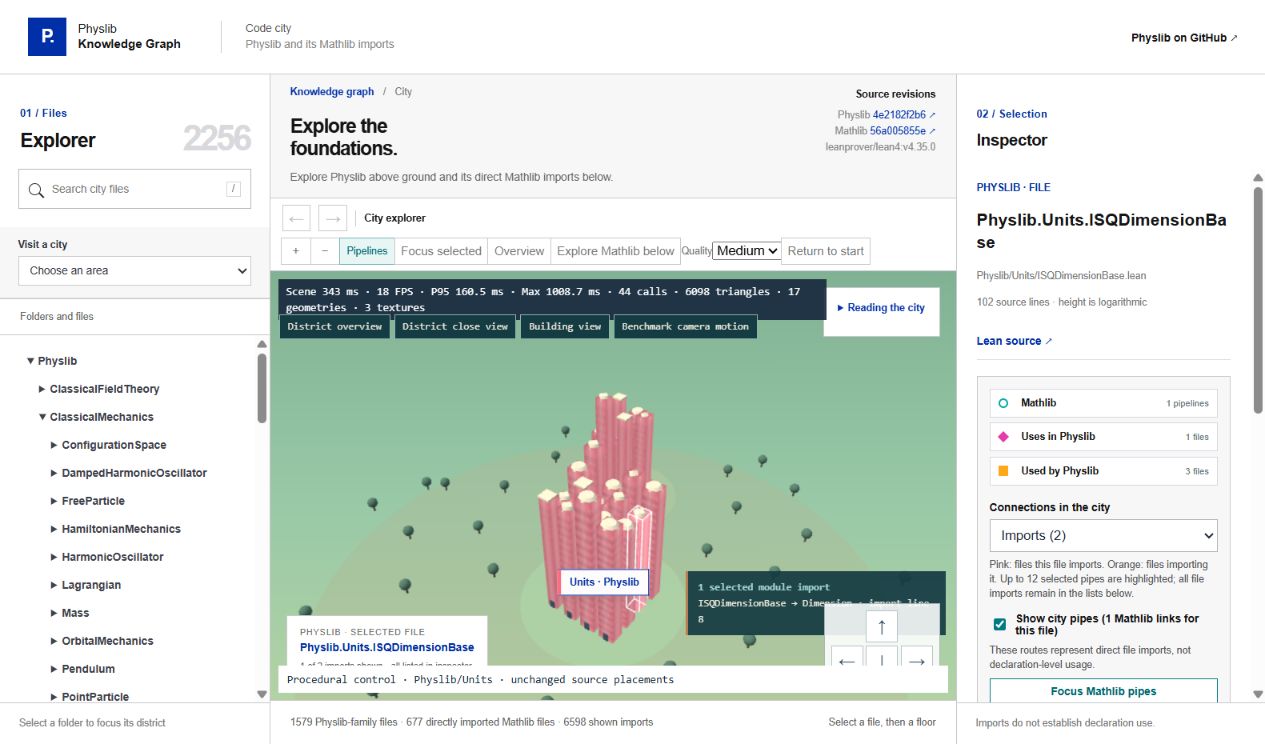 P.
Physlib
Knowledge Graph
Code city
Physlib and its Mathlib imports
Physlib on GitHub ↗
01 / Files
Explorer
2256
Search city files
/
Visit a city
Choose an area
Folders and files
▼ Physlib
▶ ClassicalFieldTheory
▼ ClassicalMechanics
▶ ConfigurationSpace
▶ DampedHarmonicOscillator
▶ FreeParticle
▶ HamiltonianMechanics
▶ HarmonicOscillator
▶ Lagrangian
▶ Mass
▶ OrbitalMechanics
▶ Pendulum
▶ PointParticle
Select a folder to focus its district
Knowledge graph / City
Explore the
foundations.
Explore Physlib above ground and its direct Mathlib imports below.
Source revisions
Physlib 4e2182f2b6 ↗
Mathlib 56a005855e ↗
leanprover/lean4:v4.35.0
← → City explorer
+ − Pipelines Focus selected Overview Explore Mathlib below Quality Medium Return to start
Scene 343 ms · 18 FPS · P95 160.5 ms · Max 1008.7 ms · 44 calls · 6098 triangles · 17
geometries · 3 textures
District overview District close view Building view Benchmark camera motion
▶ Reading the city
Units · Physlib
1 selected module import
ISQDimensionBase → Dimension · import line
8
↑
← ↓ →
PHYSLIB · SELECTED FILE
Physlib.Units.ISQDimensionBase
Procedural control · Physlib/Units · unchanged source placements
1579 Physlib-family files · 677 directly imported Mathlib files · 6598 shown imports
Select a file, then a floor
02 / Selection
Inspector
PHYSLIB · FILE
Physlib.Units.ISQDimensionBa
se
Physlib/Units/ISQDimensionBase.lean
102 source lines · height is logarithmic
Lean source ↗
Mathlib 1 pipelines
Uses in Physlib 1 files
Used by Physlib 3 files
Connections in the city
Imports (2)
Pink: files this file imports. Orange: files importing
it. Up to 12 selected pipes are highlighted; all file
imports remain in the lists below.
Show city pipes (1 Mathlib links for
this file)
These routes represent direct file imports, not
declaration-level usage.
Focus Mathlib pipes
Imports do not establish declaration use.